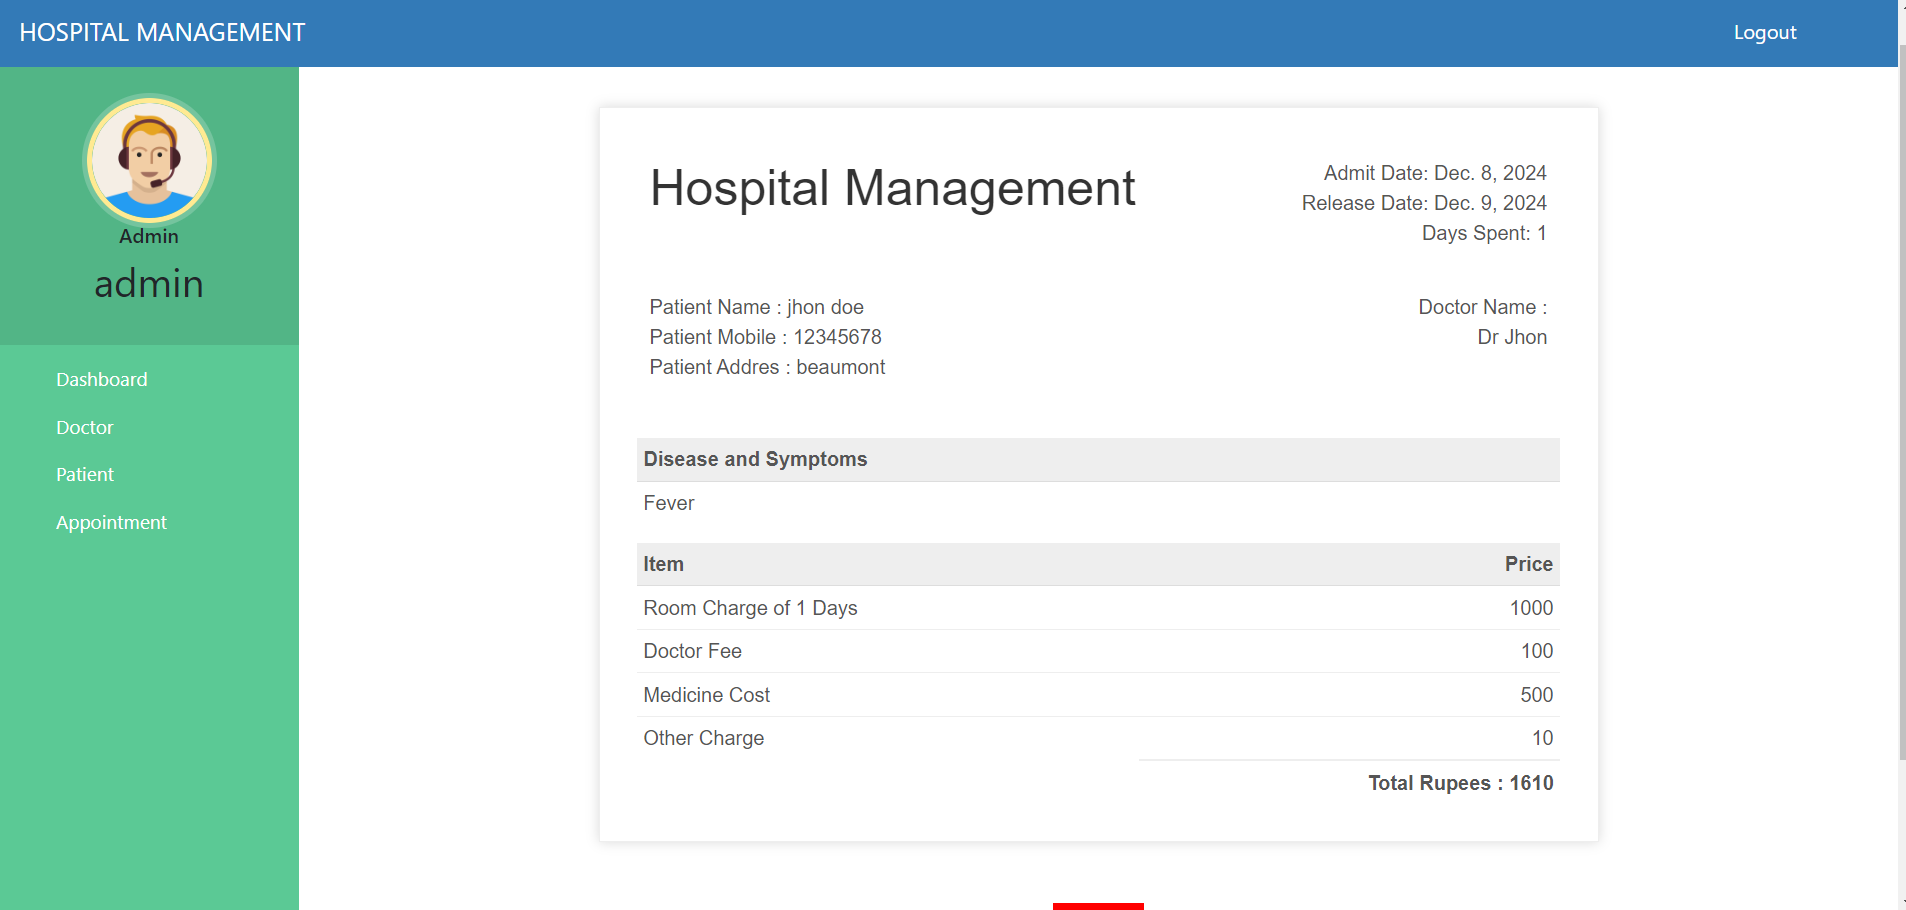 HOSPITAL MANAGEMENT
Logout
Admin
admin
Dashboard
Doctor
Patient
Appointment
Hospital Management
Admit Date: Dec. 8, 2024
Release Date: Dec. 9, 2024
Days Spent: 1
Patient Name : jhon doe
Patient Mobile : 12345678
Patient Addres : beaumont
Doctor Name :
Dr Jhon
Disease and Symptoms
Fever
Item Price
Room Charge of 1 Days 1000
Doctor Fee 100
Medicine Cost 500
Other Charge 10
Total Rupees : 1610